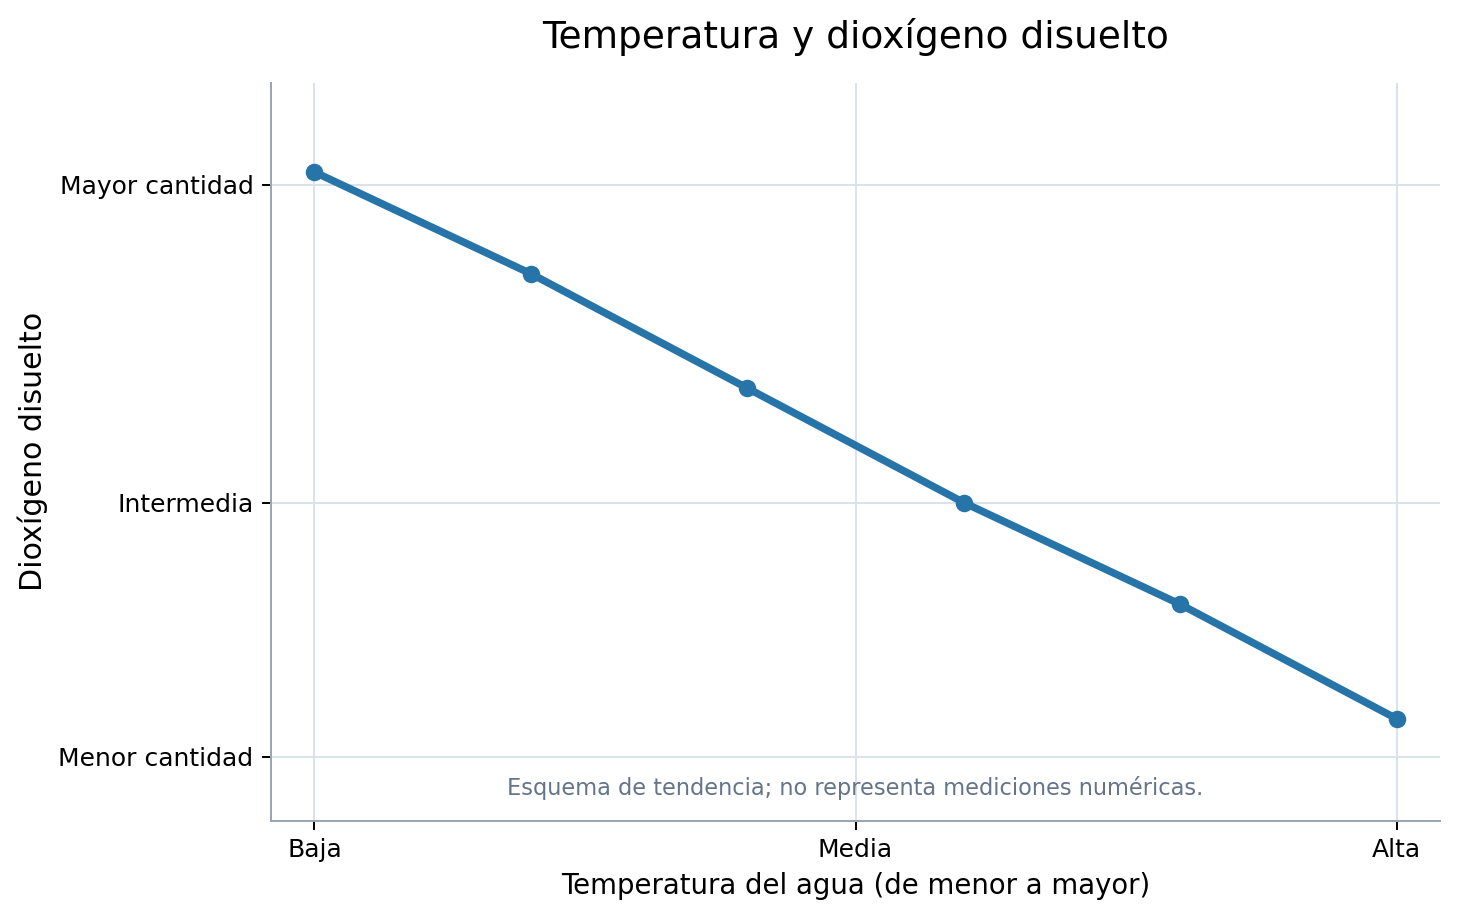 Temperatura y dioxígeno disuelto
Dioxígeno disuelto
Mayor cantidad
Intermedia
Menor cantidad
Esquema de tendencia; no representa mediciones numéricas.
Baja
Media
Alta
Temperatura del agua (de menor a mayor)